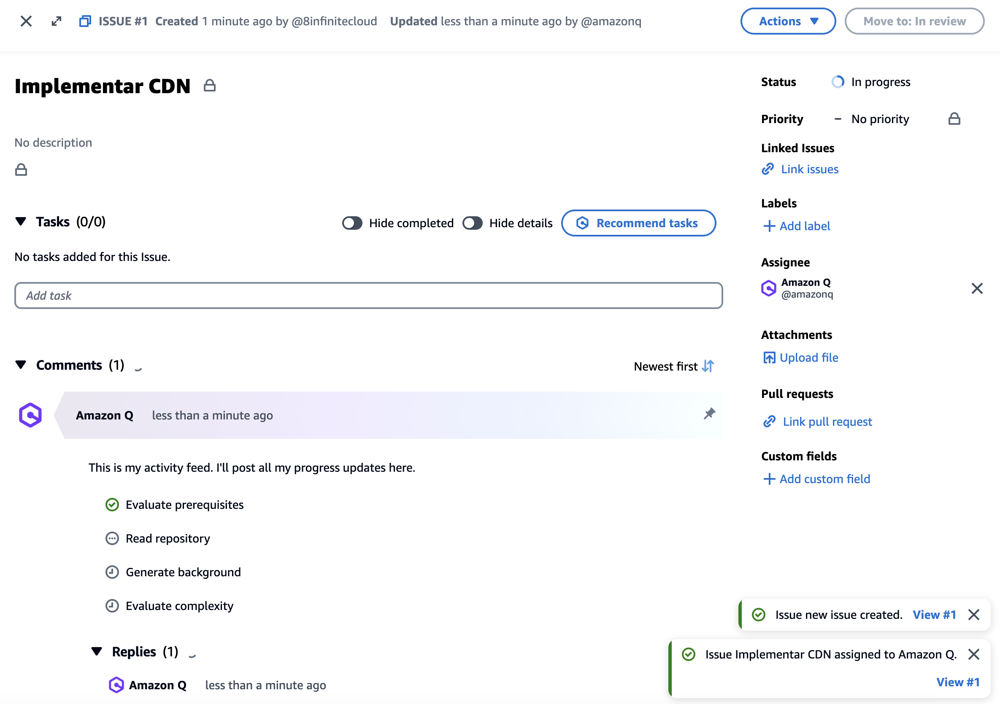 ISSUE #1 Created 1 minute ago by @8infinitecloud Updated less than a minute ago by @amazonq
Actions
Move to: In review
Implementar CDN
No description
Tasks (0/0)
Hide completed
Hide details
Recommend tasks
No tasks added for this Issue.
Add task
Comments (1)
Newest first
Amazon Q less than a minute ago
This is my activity feed. I'll post all my progress updates here.
Evaluate prerequisites
Read repository
Generate background
Evaluate complexity
Replies (1)
Amazon Q less than a minute ago
Status In progress
Priority – No priority
Linked Issues
Link issues
Labels
Add label
Assignee
Amazon Q
@amazonq
Attachments
Upload file
Pull requests
Link pull request
Custom fields
Add custom field
Issue new issue created. View #1
Issue Implementar CDN assigned to Amazon Q.
View #1